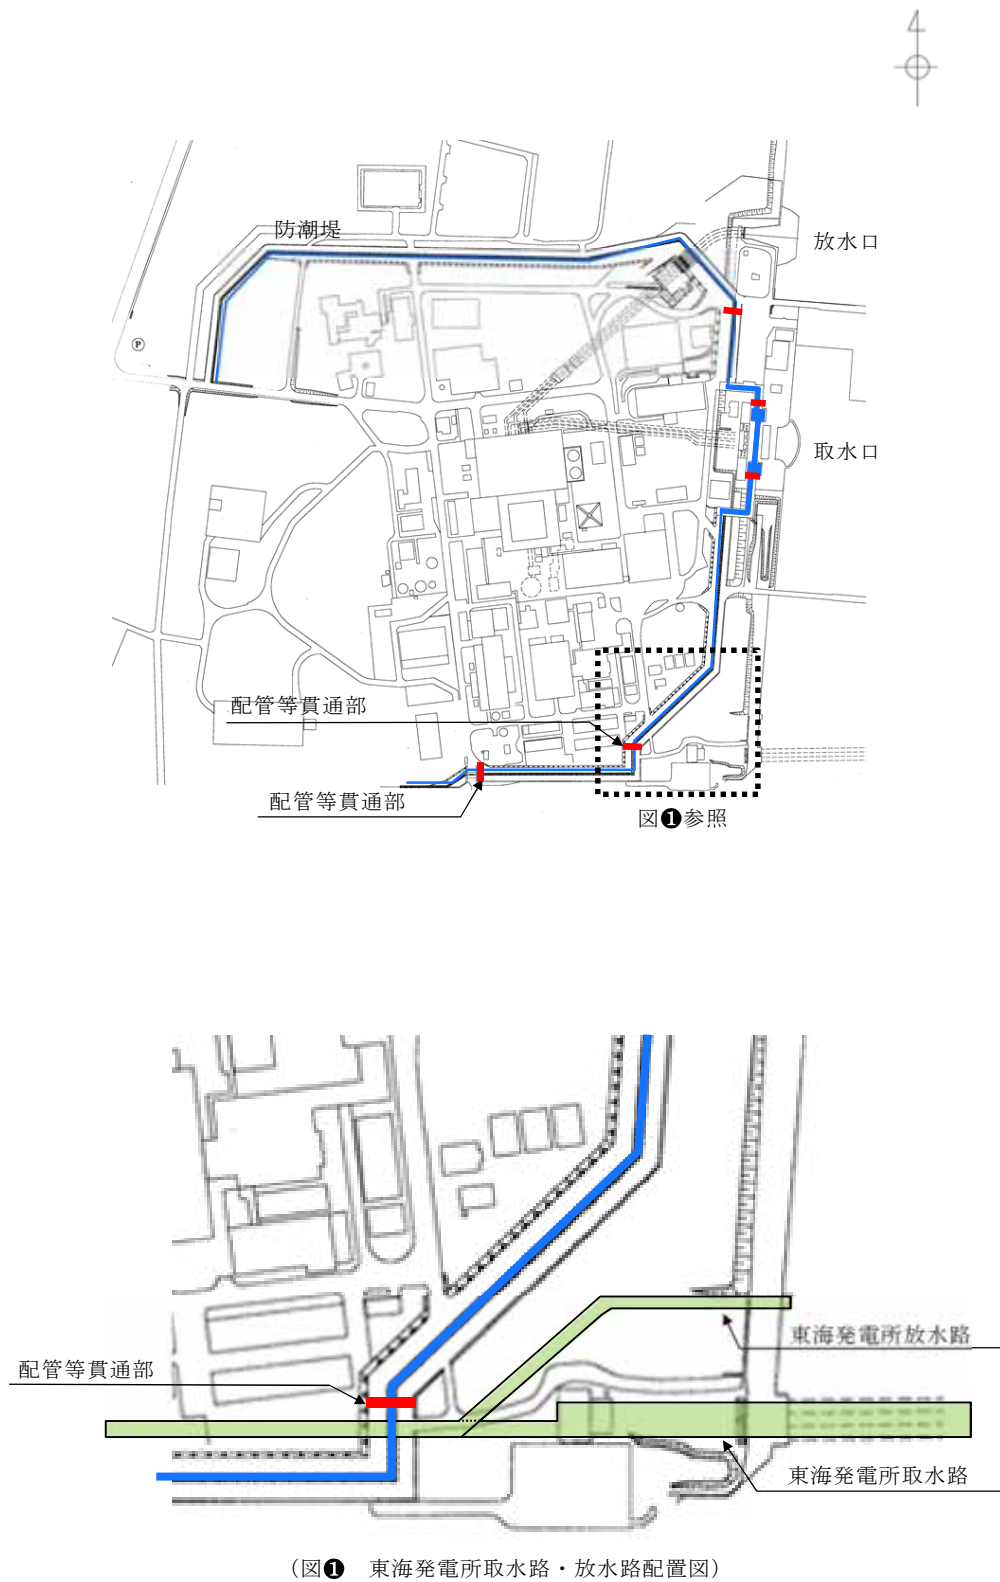 防潮堤
放水口
P
取水口
配管等貫通部
配管等貫通部
図❶参照
東海発電所放水路
配管等貫通部
東海発電所取水路
(図❶ 東海発電所取水路・放水路配置図)